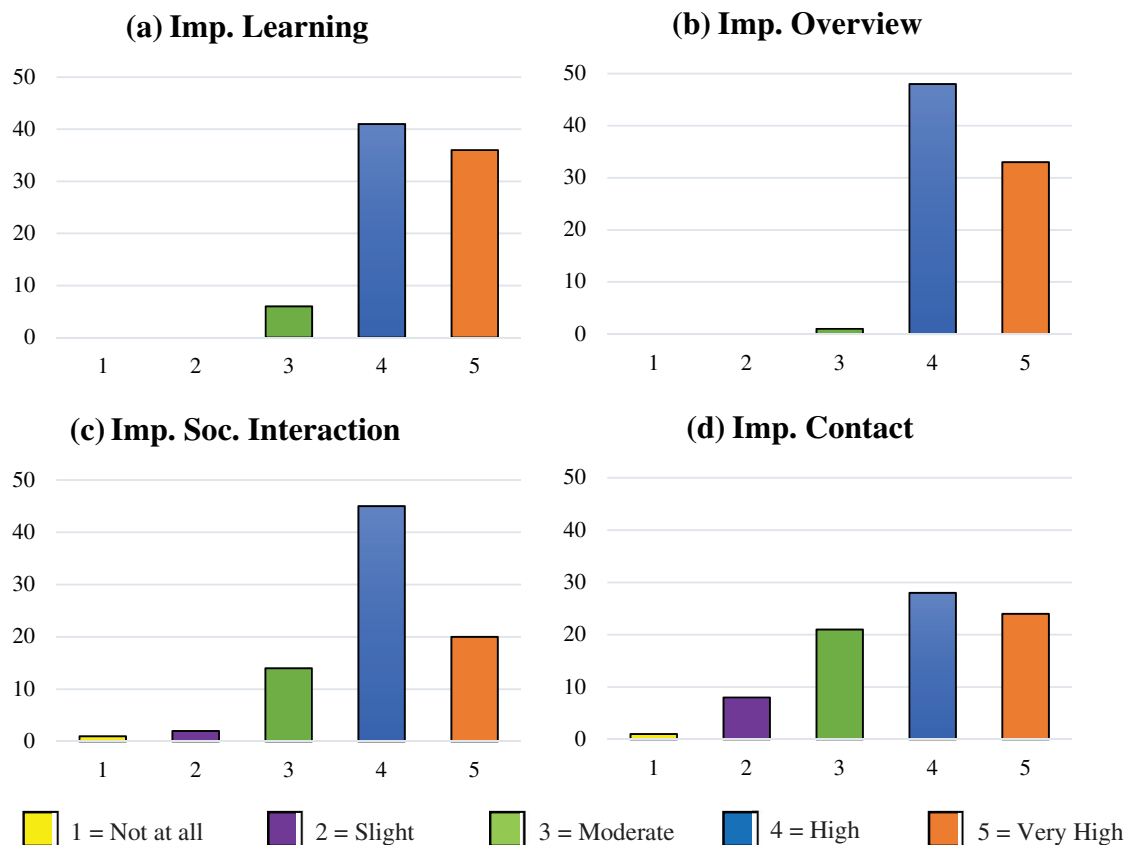 (a) Imp. Learning
50
40
30
20
10
0
1 2 3 4 5
(b) Imp. Overview
50
40
30
20
10
0
1 2 3 4 5
(c) Imp. Soc. Interaction
50
40
30
20
10
0
1 2 3 4 5
(d) Imp. Contact
50
40
30
20
10
0
1 2 3 4 5
1 = Not at all 2 = Slight 3 = Moderate 4 = High 5 = Very High